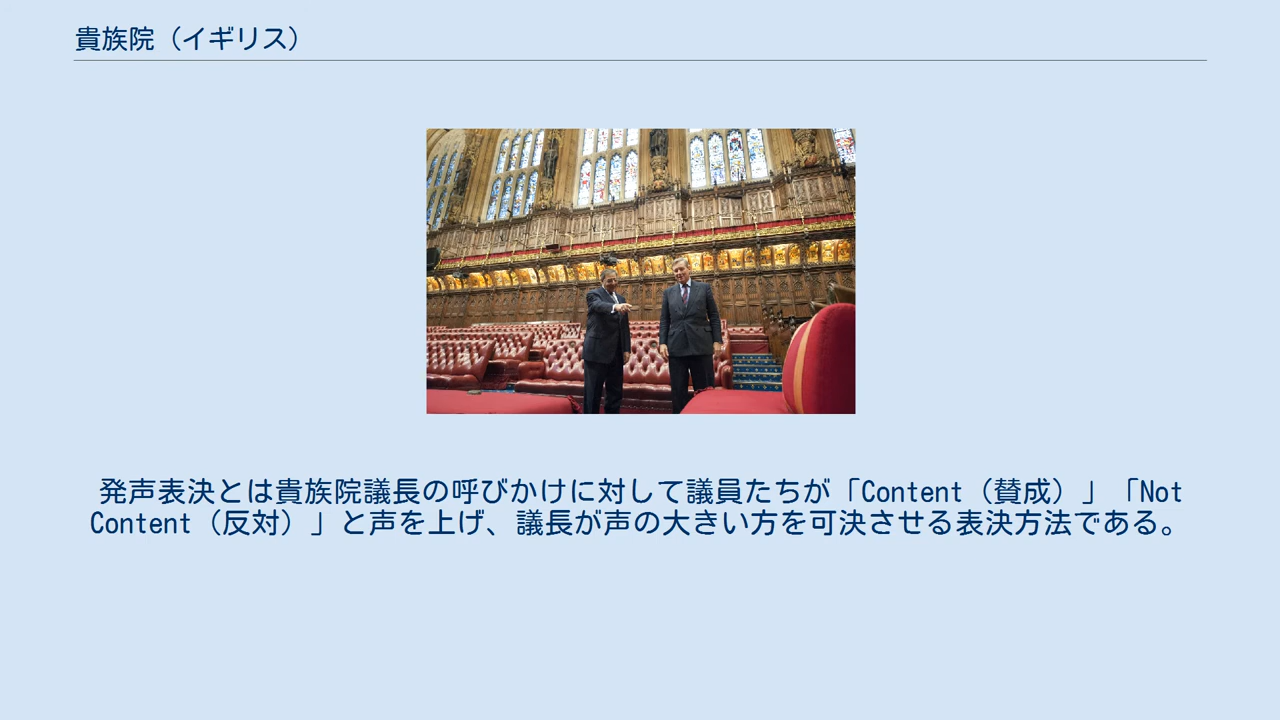 貴族院（イギリス）
発声表決とは貴族院議長の呼びかけに対して議員たちが「Content（賛成）」「Not
Content（反対）」と声を上げ、議長が声の大きい方を可決させる表決方法である。